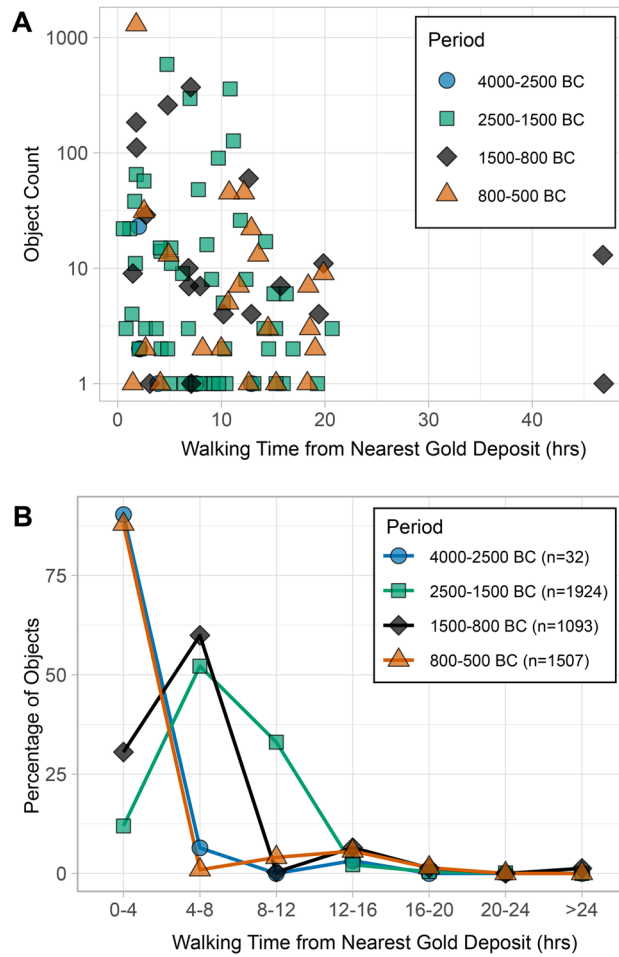 A
1000
100
10
1
Object Count
0
10
20
30
40
Walking Time from Nearest Gold Deposit (hrs)
Period
4000-2500 BC
2500-1500 BC
1500-800 BC
800-500 BC
B
75
50
25
0
Percentage of Objects
0-4
4-8
8-12
12-16
16-20
20-24
>24
Walking Time from Nearest Gold Deposit (hrs)
Period
4000-2500 BC (n=32)
2500-1500 BC (n=1924)
1500-800 BC (n=1093)
800-500 BC (n=1507)